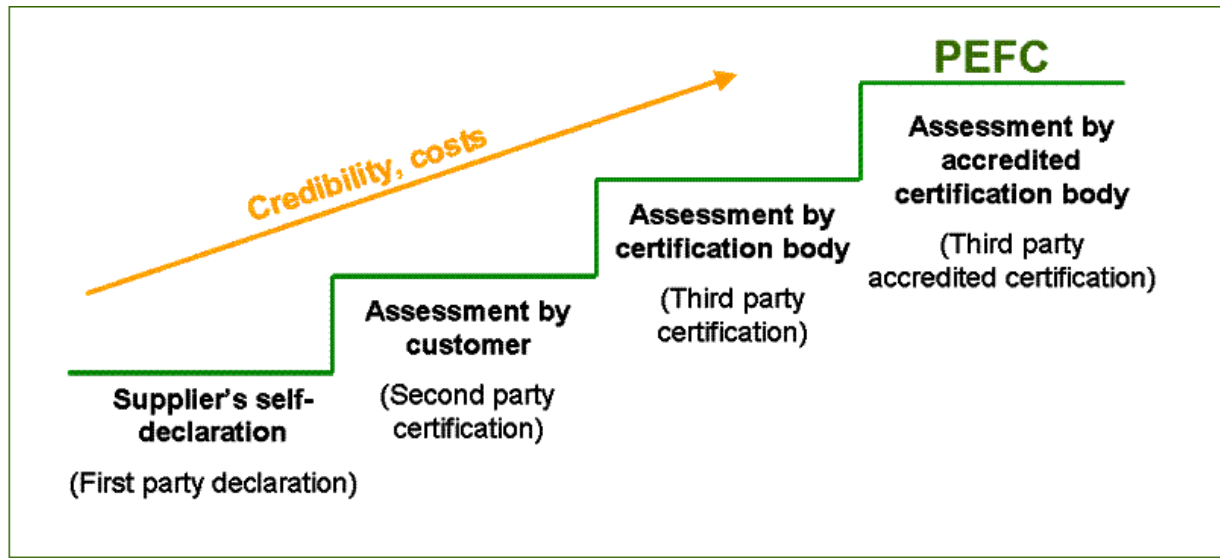 PEFC
Credibility, costs
Assessment by
accredited
certification body
(Third party
accredited certification)
Assessment by
certification body
(Third party
certification)
Assessment by
customer
(Second party
certification)
Supplier’s self-
declaration
(First party declaration)